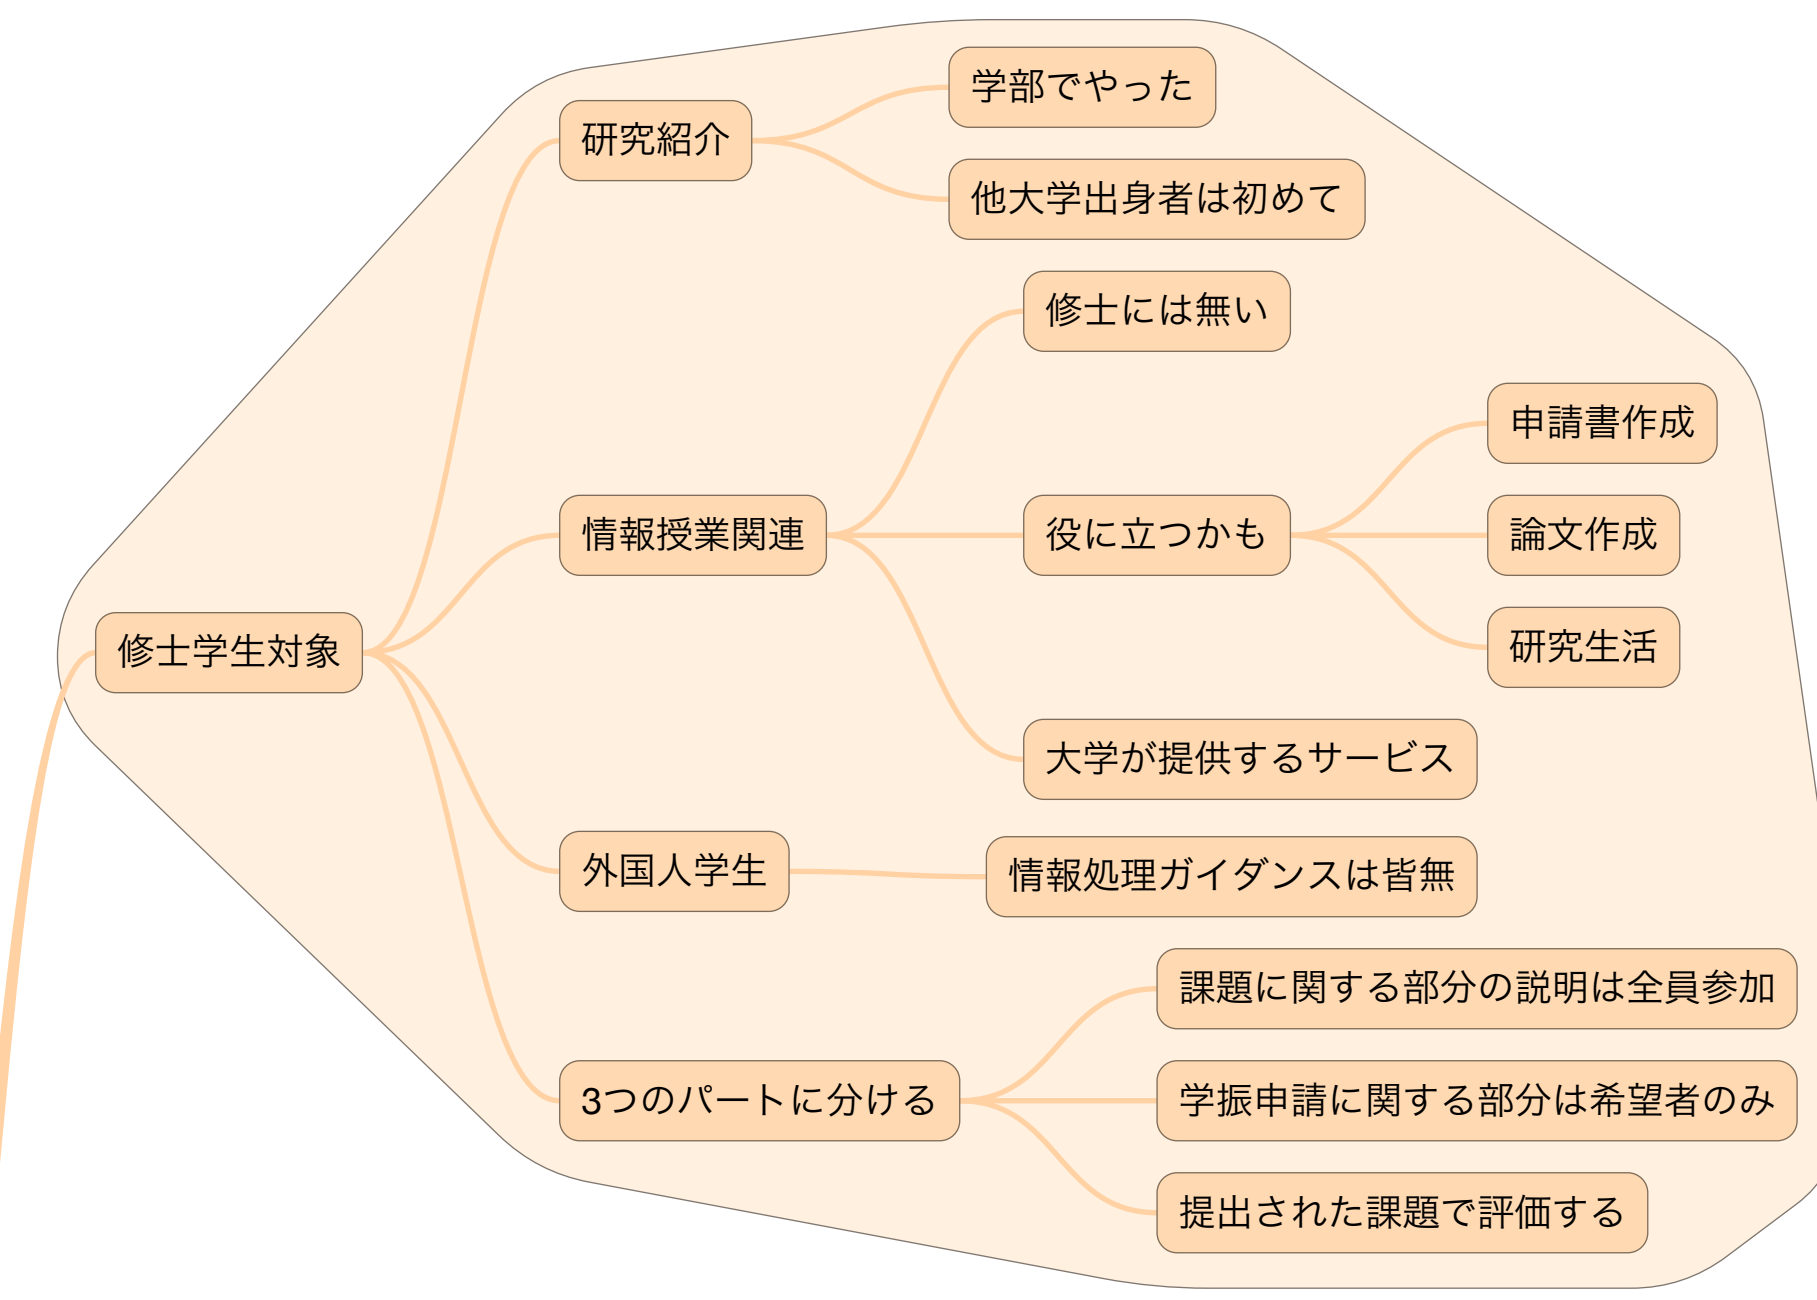 修士学生対象
研究紹介
学部でやった
他大学出身者は初めて
情報授業関連
修士には無い
役に立つかも
申請書作成
論文作成
研究生活
大学が提供するサービス
外国人学生
情報処理ガイダンスは皆無
3つのパートに分ける
課題に関する部分の説明は全員参加
学振申請に関する部分は希望者のみ
提出された課題で評価する